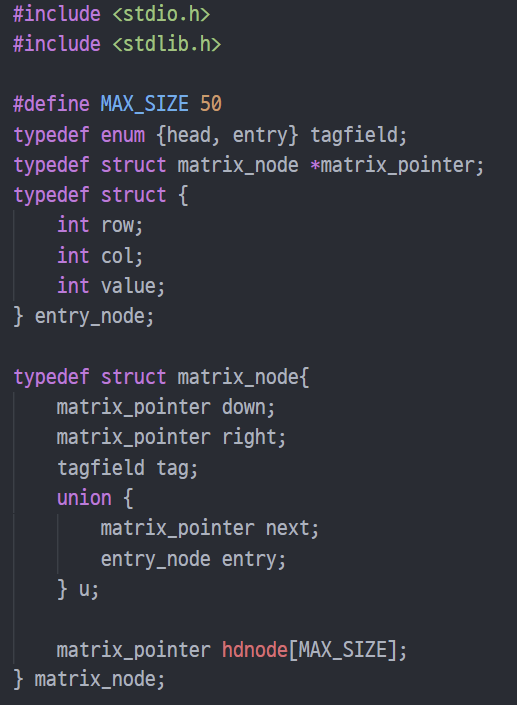 #include <stdio.h>
#include <stdlib.h>

#define MAX_SIZE 50
typedef enum {head, entry} tagfield;
typedef struct matrix_node *matrix_pointer;
typedef struct {
    int row;
    int col;
    int value;
} entry_node;

typedef struct matrix_node{
    matrix_pointer down;
    matrix_pointer right;
    tagfield tag;
    union {
        matrix_pointer next;
        entry_node entry;
    } u;

    matrix_pointer hdnode[MAX_SIZE];
} matrix_node;